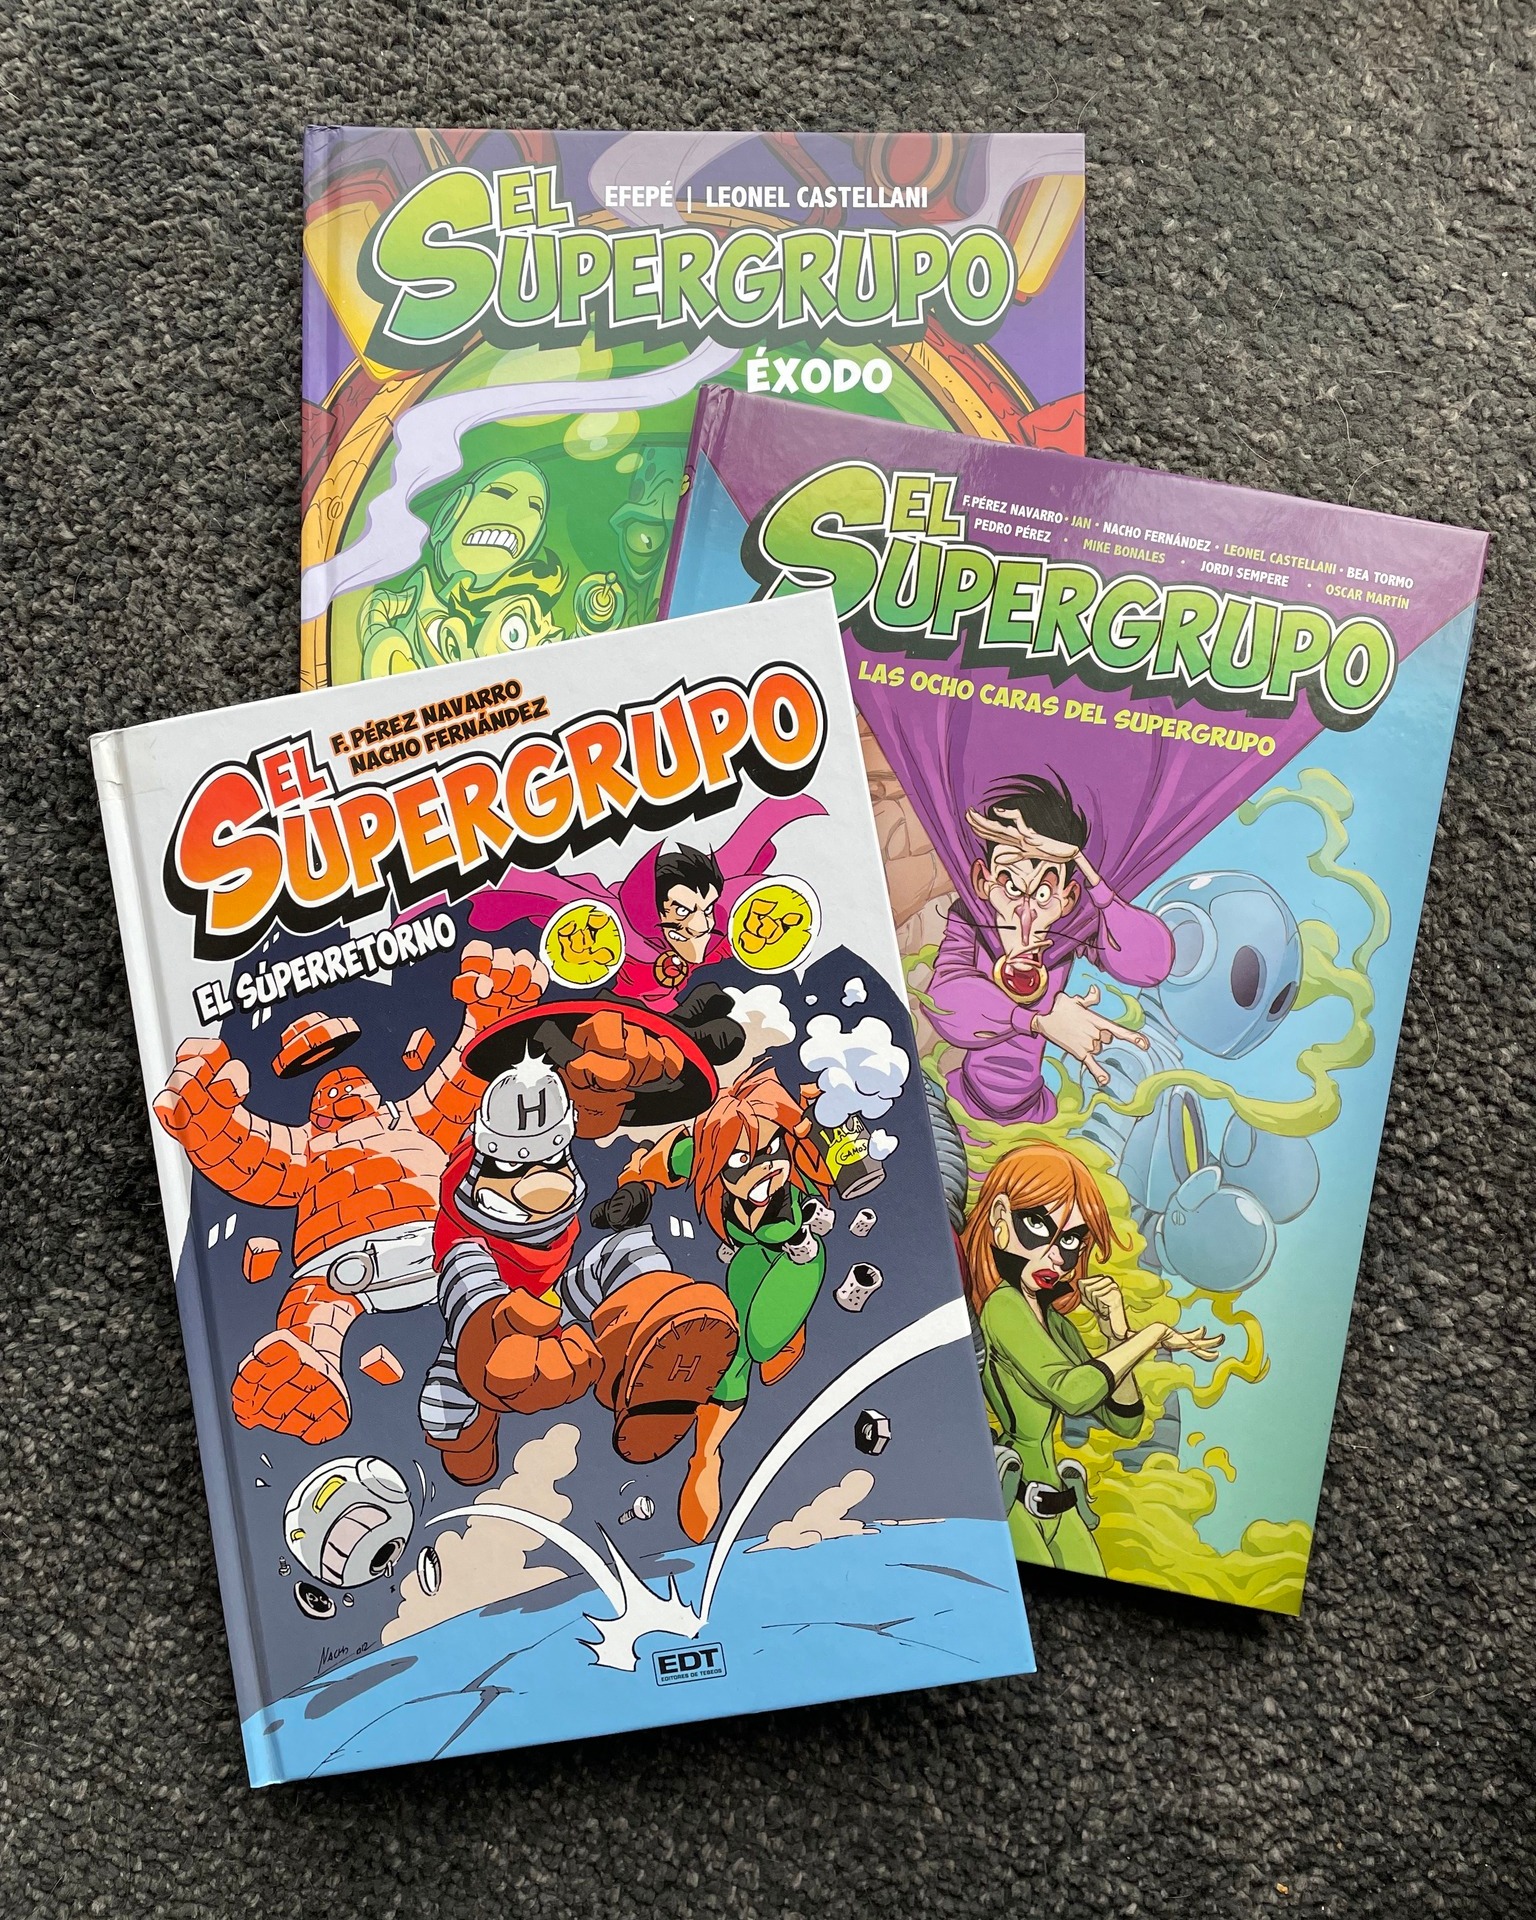 EFEPÉ | LEONEL CASTELLANI
EL
SUPERGRUPO
ÉXODO
F. PÉREZ NAVARRO · JAN · NACHO FERNÁNDEZ · LEONEL CASTELLANI · BEA TORMO
PEDRO PÉREZ · MIKE BONALES · JORDI SEMPERE · OSCAR MARTÍN
EL
SUPERGRUPO
LAS OCHO CARAS DEL SUPERGRUPO
F. PÉREZ NAVARRO
NACHO FERNÁNDEZ
EL
SUPERGRUPO
EL SÚPERRETORNO
H
LACA
GAMOS
H
NACHO 012
EDT
EDITORES DE TEBEOS